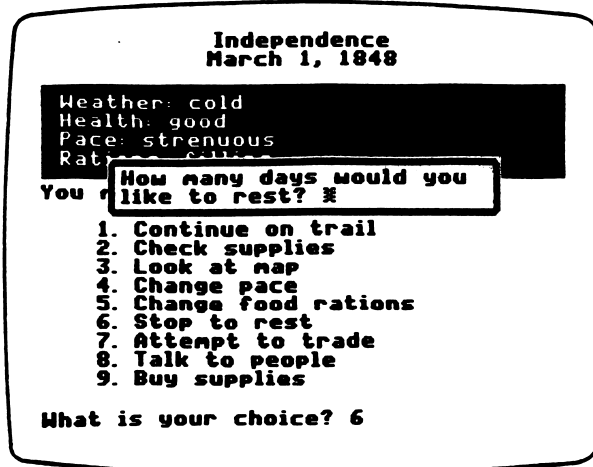 Independence
March 1, 1848
Weather: cold
Health: good
Pace: strenuous
How many days would you
like to rest?
You
1. Continue on trail
2. Check supplies
3. Look at map
4. Change pace
5. Change food rations
6. Stop to rest
7. Attempt to trade
8. Talk to people
9. Buy supplies
What is your choice? 6